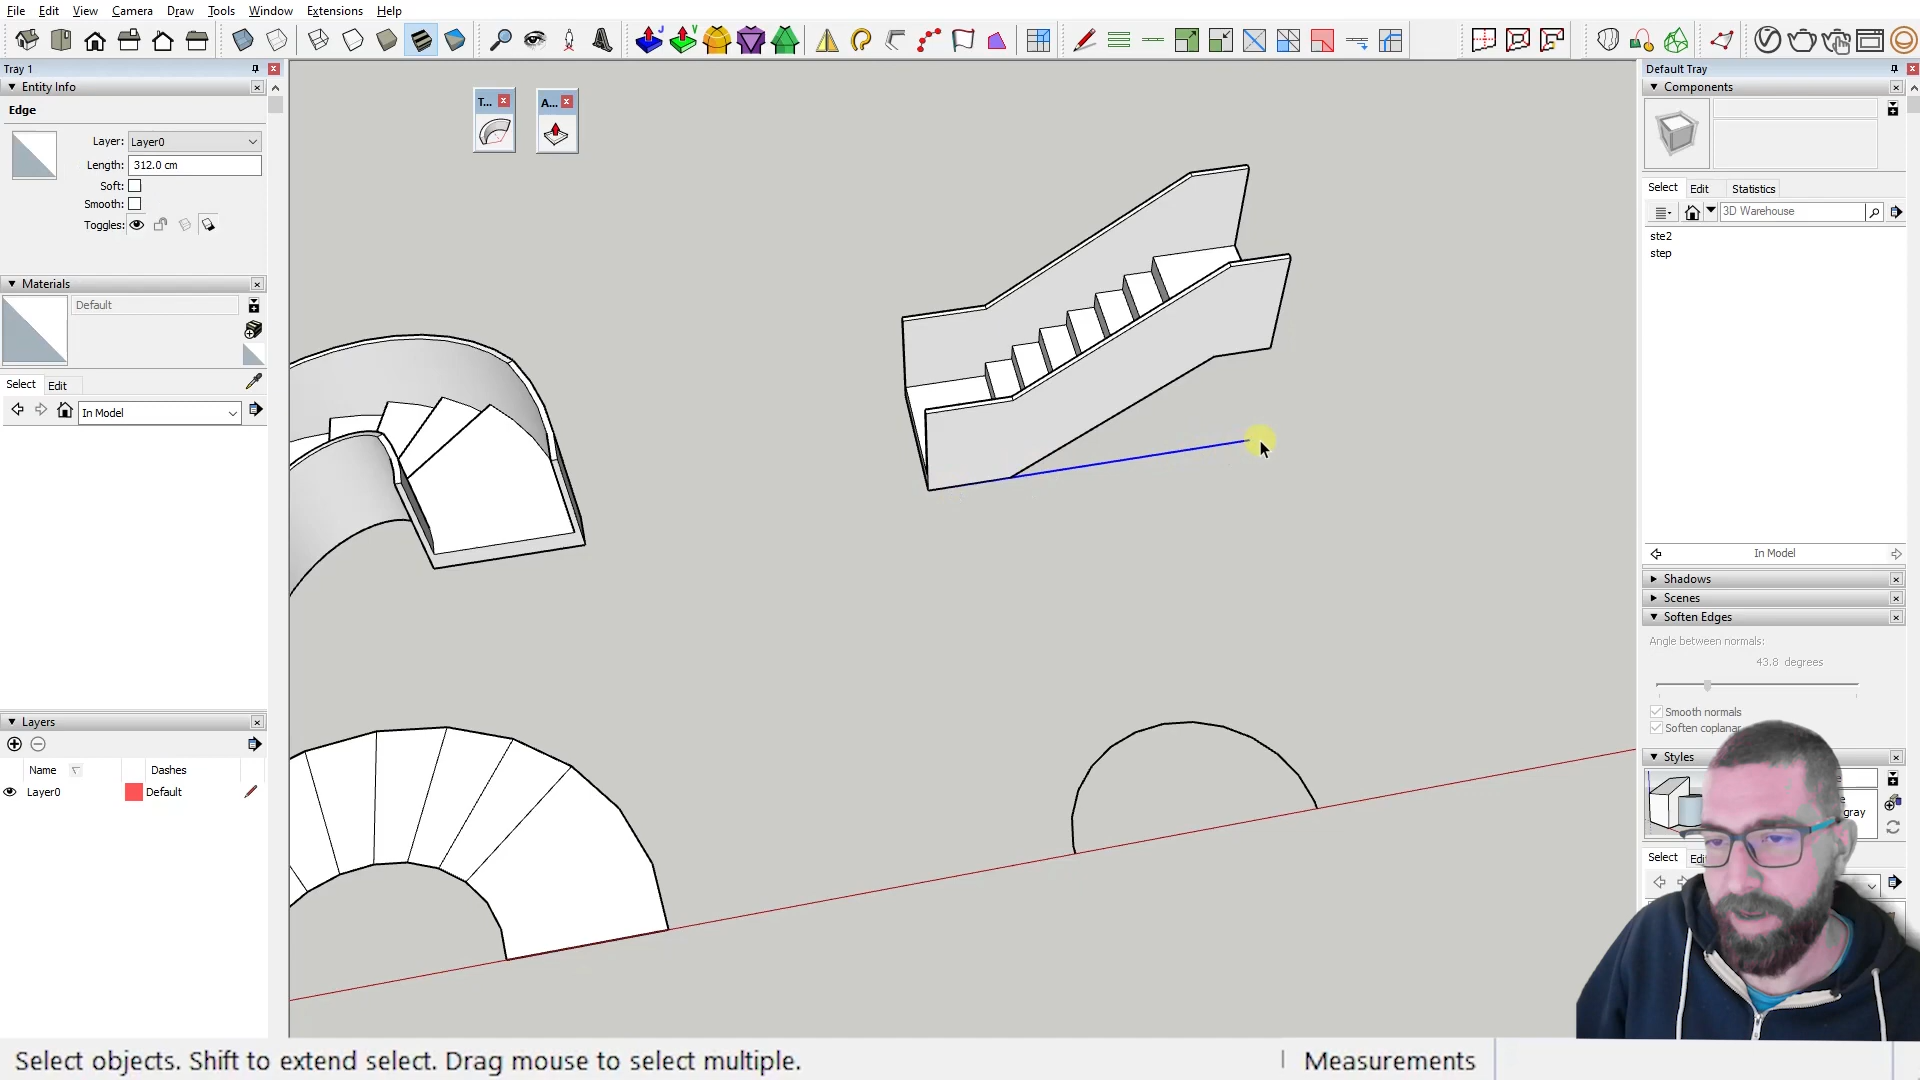 File Edit View Camera Draw Tools Window Extensions Help
Tray 1
Entity Info
Edge
Layer: Layer0
Length: 312.0 cm
Soft:
Smooth:
Toggles:
Materials
Default
Select Edit
In Model
Layers
Name Dashes
Layer0 Default
T...
A...
Default Tray
Components
Select Edit Statistics
3D Warehouse
ste2
step
In Model
Shadows
Scenes
Soften Edges
Angle between normals:
43.8 degrees
Smooth normals
Soften coplanar
Styles
gray
Select
Select objects. Shift to extend select. Drag mouse to select multiple.
Measurements